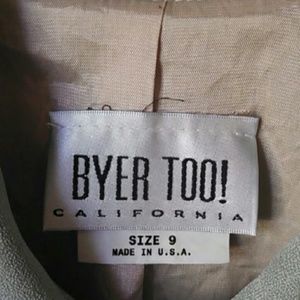 BYER TOO!
CALIFORNIA
SIZE 9
MADE IN U.S.A.